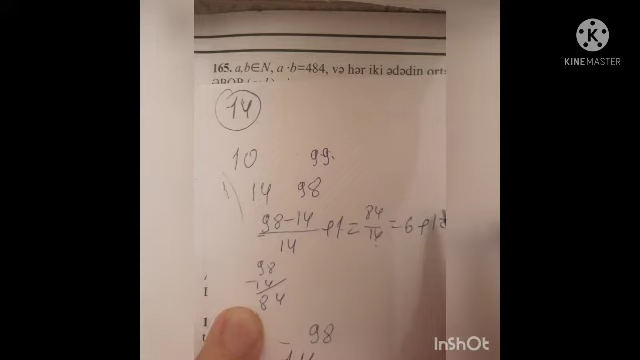 K
KINEMASTER
165. a,b∈N, a·b=484, və hər iki ədədin
14
10 99
14 98
98-14/14 +1 = 84/14 = 6+1
98
-14
84
- 98
InShOt